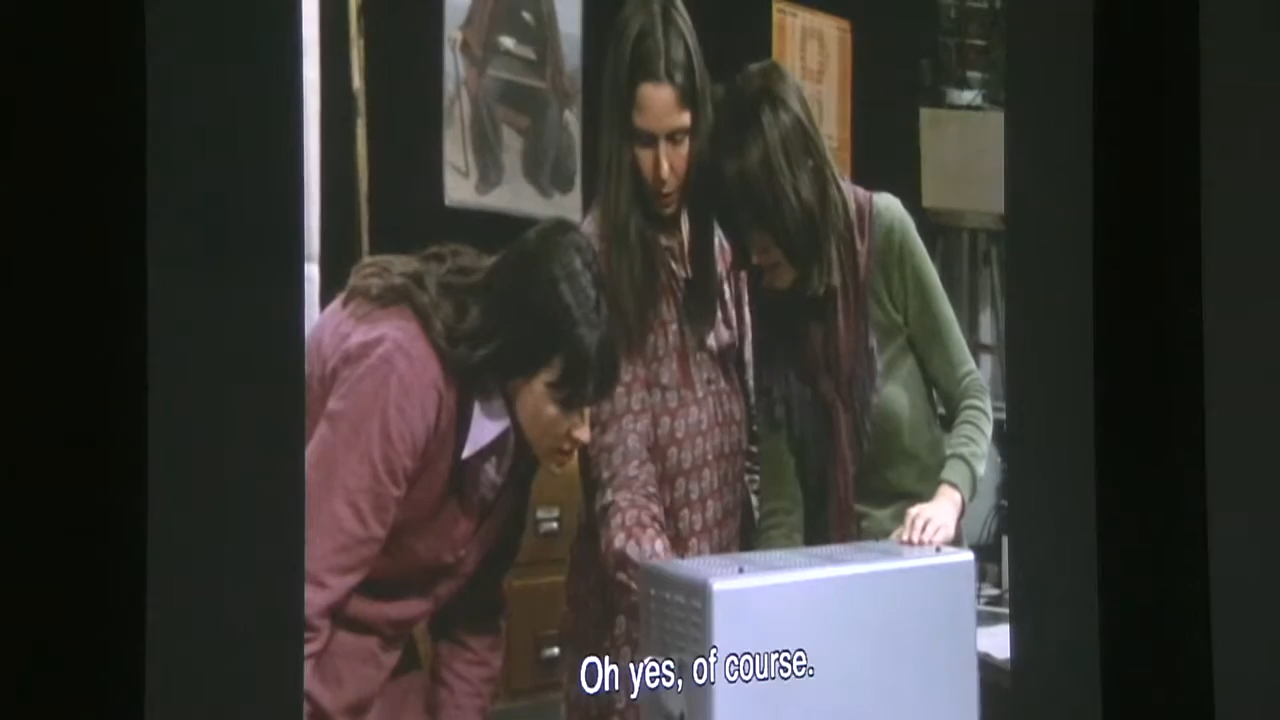 Oh yes, of course.